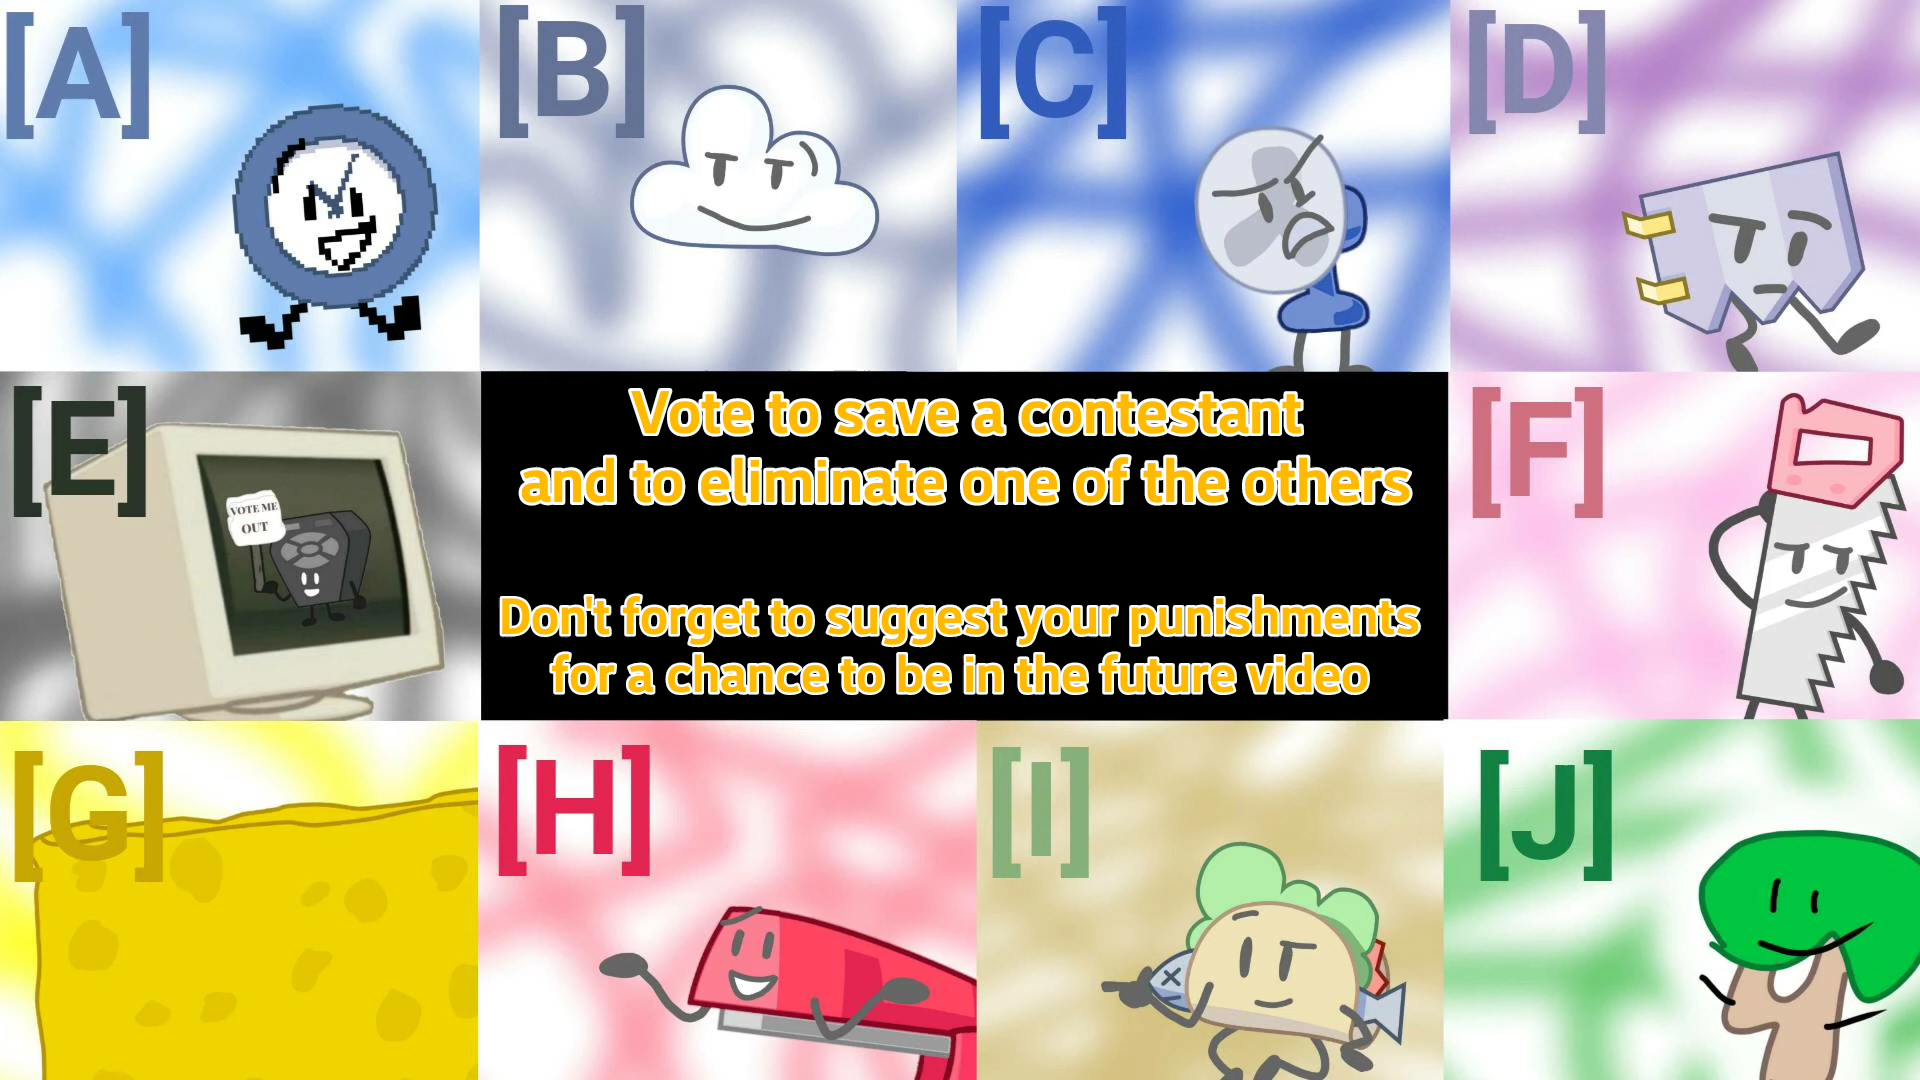 [A]
[B]
[C]
[D]
[E]
VOTE ME
OUT
Vote to save a contestant
and to eliminate one of the others
Don't forget to suggest your punishments
for a chance to be in the future video
[F]
[G]
[H]
[I]
[J]